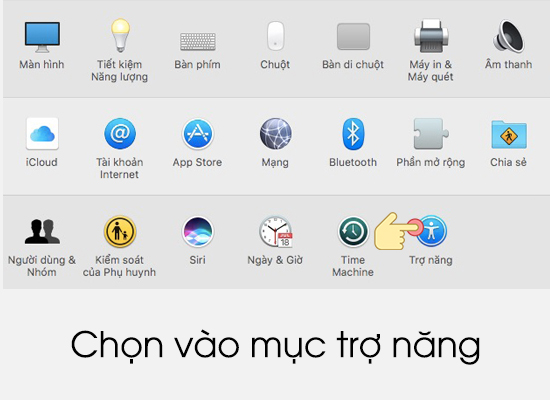 Màn hình
Tiết kiệm
Năng lượng
Bàn phím
Chuột
Bàn di chuột
Máy in &
Máy quét
Âm thanh
iCloud
Tài khoản
Internet
App Store
Mạng
Bluetooth
Phần mở rộng
Chia sẻ
Người dùng &
Nhóm
Kiểm soát
của Phụ huynh
Siri
JUL
18
Ngày & Giờ
Time
Machine
Trợ năng
Chọn vào mục trợ năng